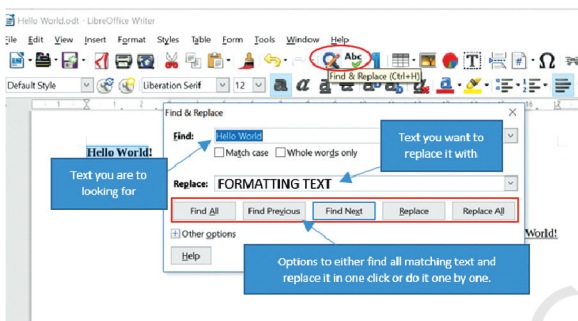 Hello World.odt - LibreOffice Writer
File Edit View Insert Format Styles Table Form Tools Window Help
Abc
Find & Replace (Ctrl+H)
Default Style Liberation Serif 12 a a
Find & Replace
Find: Hello World
Match case Whole words only
Text you want to
replace it with
Hello World!
Text you are to
looking for
Replace: FORMATTING TEXT
Find All Find Previous Find Next Replace Replace All
Other options
World!
Help
Options to either find all matching text and
replace it in one click or do it one by one.